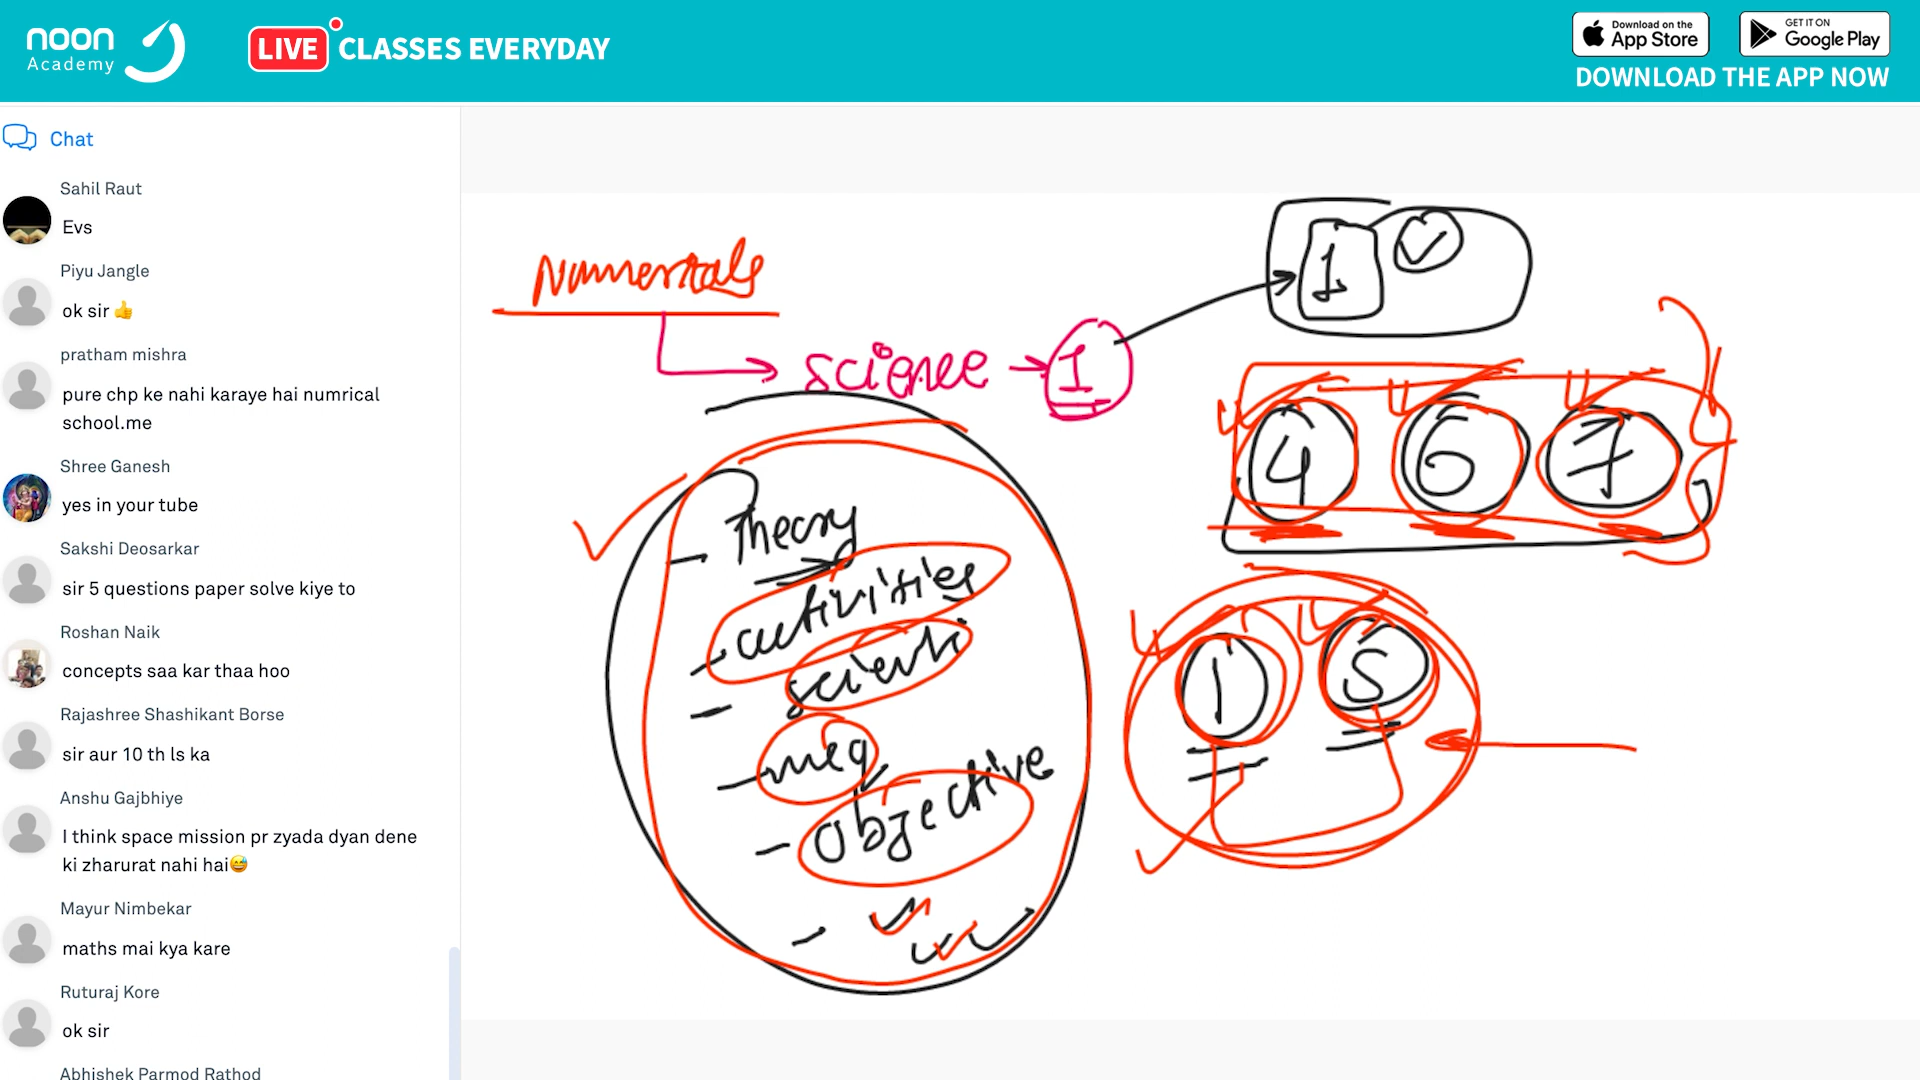 noon
Academy
LIVE CLASSES EVERYDAY
Download on the
App Store
GET IT ON
Google Play
DOWNLOAD THE APP NOW
Chat
Sahil Raut
Evs
Piyu Jangle
ok sir 👍
pratham mishra
pure chp ke nahi karaye hai numrical
school.me
Shree Ganesh
yes in your tube
Sakshi Deosarkar
sir 5 questions paper solve kiye to
Roshan Naik
concepts saa kar thaa hoo
Rajashree Shashikant Borse
sir aur 10 th ls ka
Anshu Gajbhiye
I think space mission pr zyada dyan dene
ki zharurat nahi hai😅
Mayur Nimbekar
maths mai kya kare
Ruturaj Kore
ok sir
Abhishek Parmod Rathod
science → 1
1
4 6 7
1 5
- Theory
- activities
- scienti
- mcq
- objective